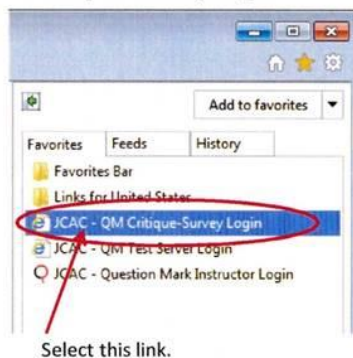 Add to favorites
Favorites Feeds History
Favorites Bar
Links for United States
JCAC - QM Critique-Survey Login
JCAC - QM Test Server Login
JCAC - Question Mark Instructor Login
Select this link.